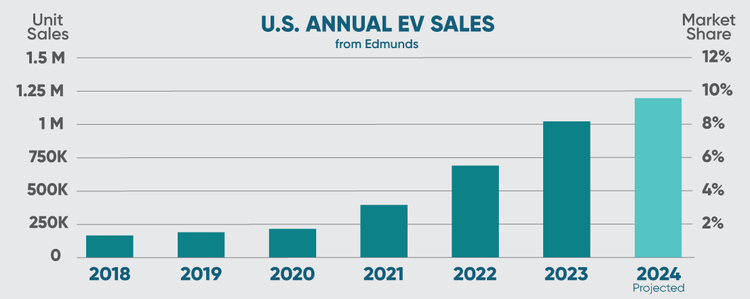 U.S. ANNUAL EV SALES
from Edmunds
Unit
Sales
Market
Share
1.5 M
12%
1.25 M
10%
1 M
8%
750K
6%
500K
4%
250K
2%
0
2018 2019 2020 2021 2022 2023 2024
Projected